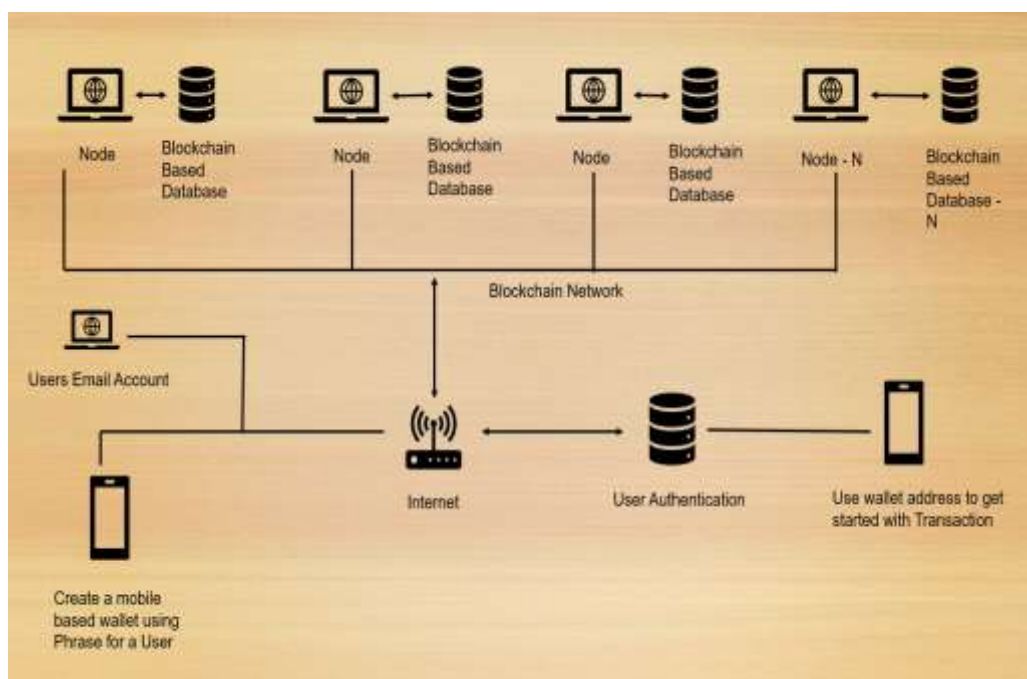 Node
Blockchain
Based
Database
Node
Blockchain
Based
Database
Node
Blockchain
Based
Database
Node - N
Blockchain
Based
Database -
N
Blockchain Network
Users Email Account
Internet
User Authentication
Use wallet address to get
started with Transaction
Create a mobile
based wallet using
Phrase for a User